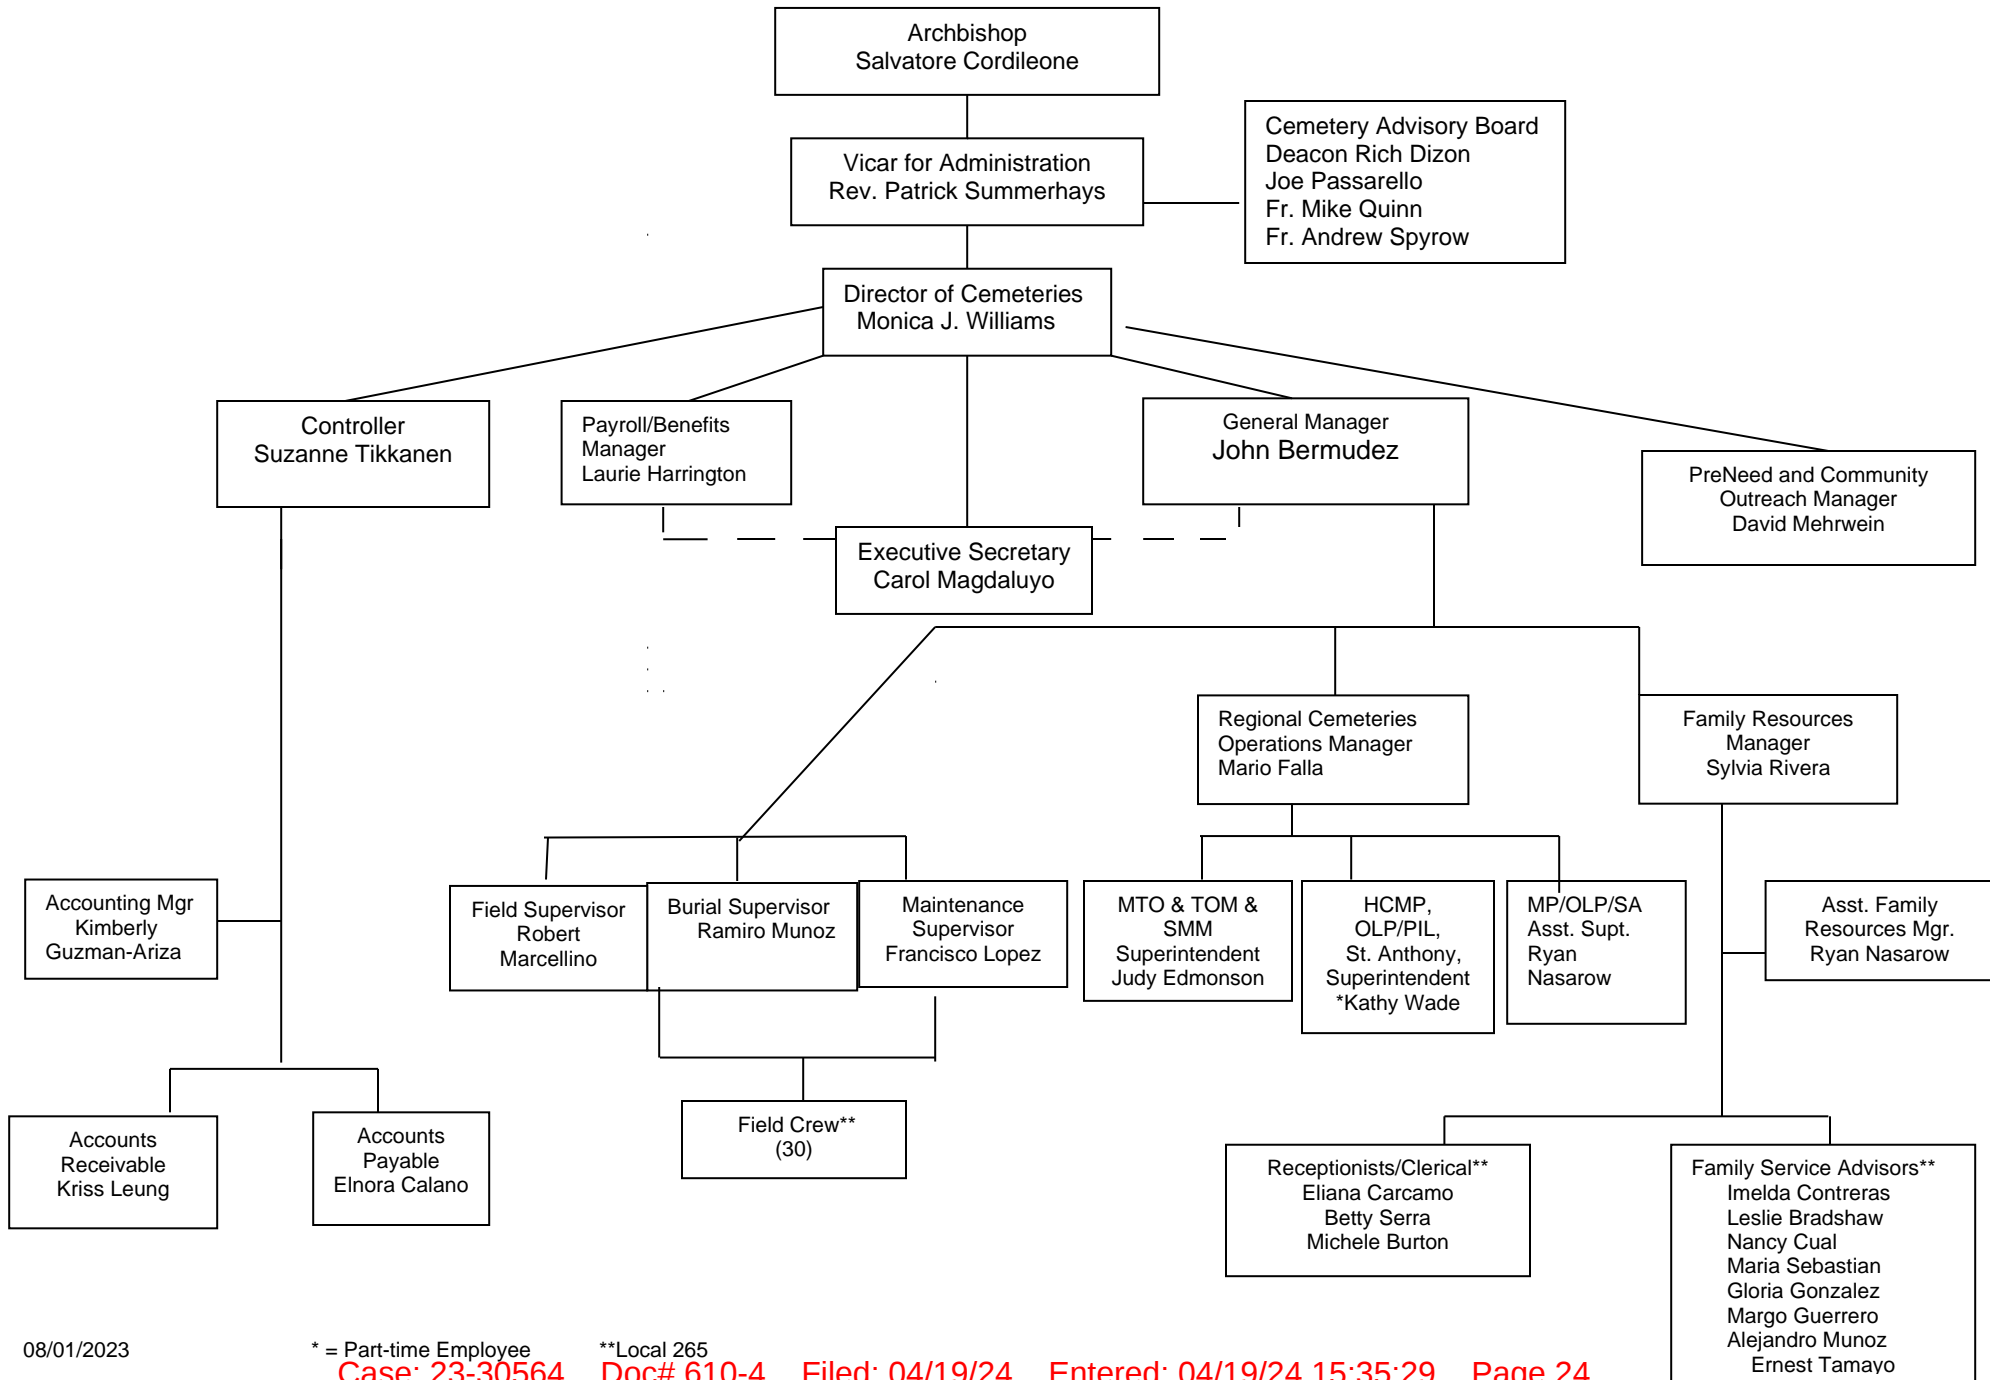 Archbishop
Salvatore Cordileone
Cemetery Advisory Board
Deacon Rich Dizon
Joe Passarello
Fr. Mike Quinn
Fr. Andrew Spyrow
Vicar for Administration
Rev. Patrick Summerhays
Director of Cemeteries
Monica J. Williams
Controller
Suzanne Tikkanen
Payroll/Benefits
Manager
Laurie Harrington
General Manager
John Bermudez
PreNeed and Community
Outreach Manager
David Mehrwein
Executive Secretary
Carol Magdaluyo
Regional Cemeteries
Operations Manager
Mario Falla
Family Resources
Manager
Sylvia Rivera
Accounting Mgr
Kimberly
Guzman-Ariza
Field Supervisor
Robert
Marcellino
Burial Supervisor
Ramiro Munoz
Maintenance
Supervisor
Francisco Lopez
MTO & TOM &
SMM
Superintendent
Judy Edmonson
HCMP,
OLP/PIL,
St. Anthony,
Superintendent
*Kathy Wade
MP/OLP/SA
Asst. Supt.
Ryan
Nasarow
Asst. Family
Resources Mgr.
Ryan Nasarow
Accounts
Receivable
Kriss Leung
Accounts
Payable
Elnora Calano
Field Crew**
(30)
Receptionists/Clerical**
Eliana Carcamo
Betty Serra
Michele Burton
Family Service Advisors**
Imelda Contreras
Leslie Bradshaw
Nancy Cual
Maria Sebastian
Gloria Gonzalez
Margo Guerrero
Alejandro Munoz
Ernest Tamayo
08/01/2023 * = Part-time Employee **Local 265
Case: 23-30564 Doc# 610-4 Filed: 04/19/24 Entered: 04/19/24 15:35:29 Page 24